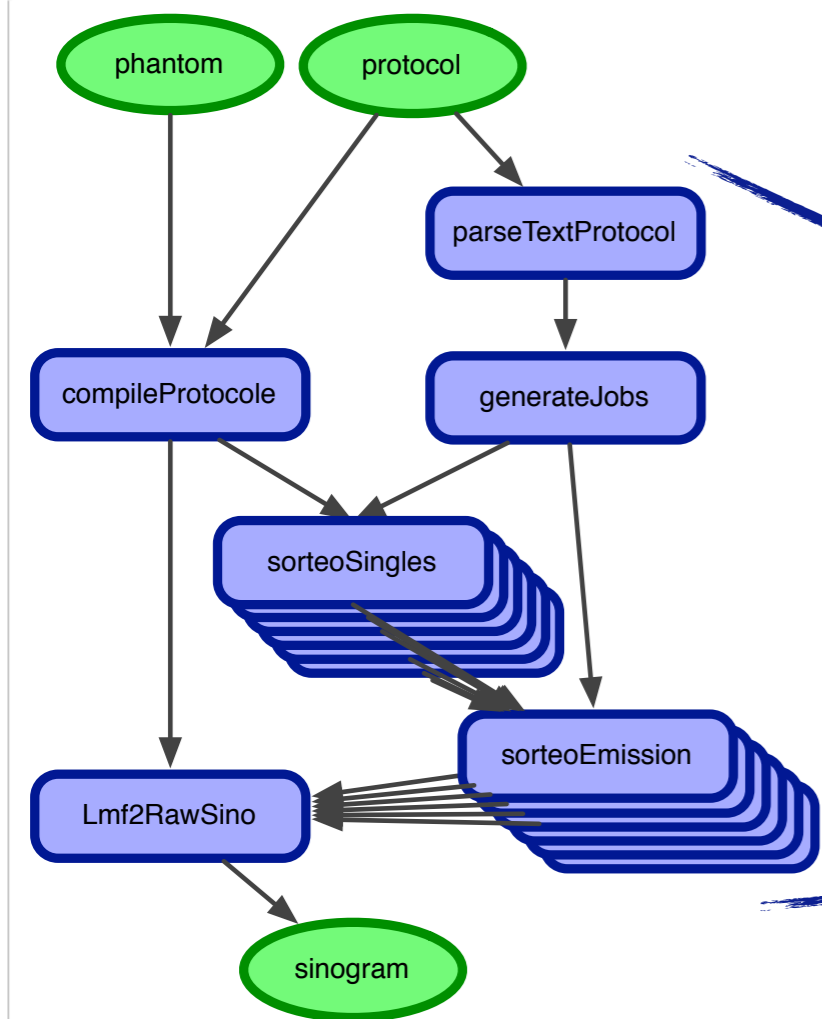 phantom
protocol
parseTextProtocol
compileProtocole
generateJobs
sorteoSingles
sorteoEmission
Lmf2RawSino
sinogram